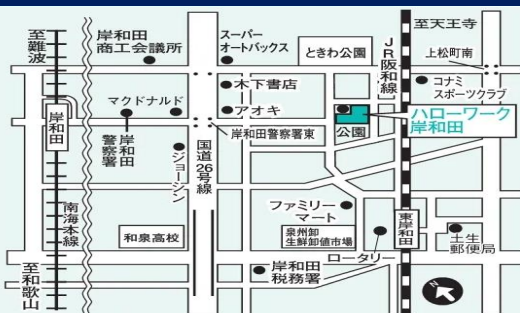 至難波
岸和田
商工会議所
スーパー
オートバックス
ときわ公園
JR阪和線
至天王寺
上松町南
木下書店
コナミ
スポーツクラブ
マクドナルド
アオキ
ハローワーク
岸和田
公園
岸和田
岸和田警察署東
岸和田
警察署
ジョーシン
国道26号線
南海本線
ファミリー
マート
和泉高校
泉州卸
生鮮卸値市場
東岸和田
土生
郵便局
ロータリー
至和歌山
岸和田
税務署
N